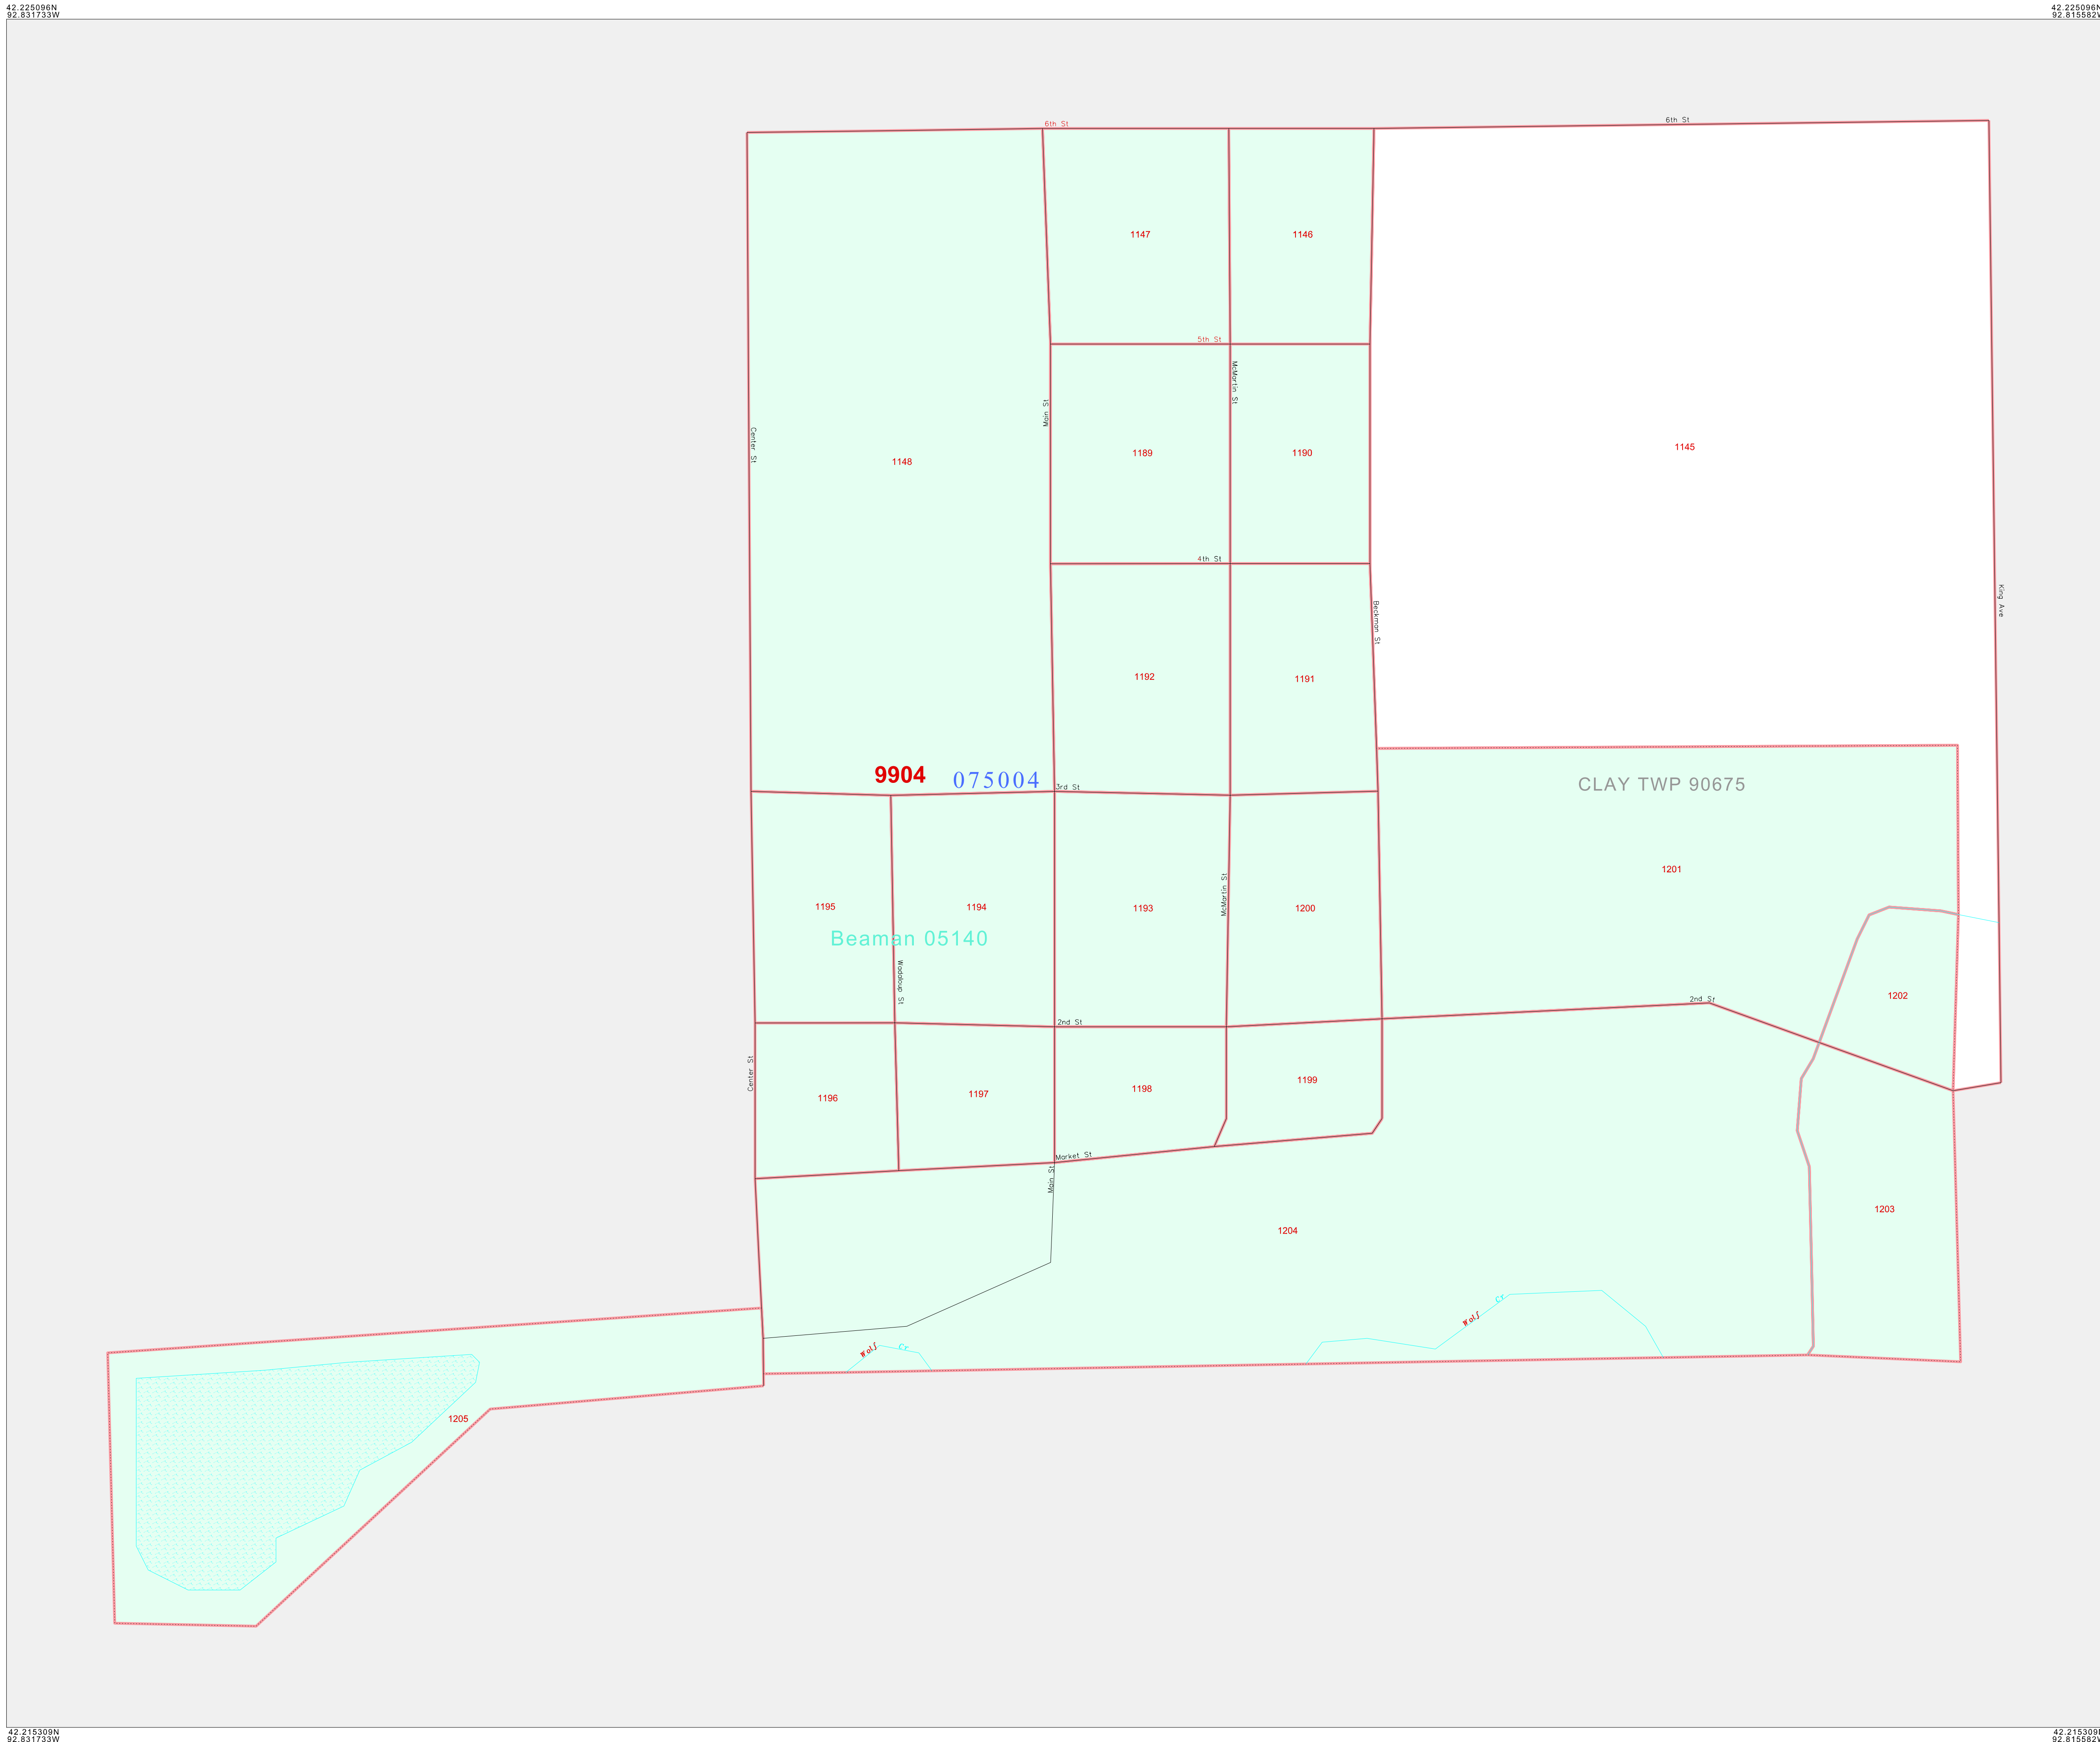 42.225096N
92.831733W
42.225096N
92.815582W
6th St
6th St
1147
1146
5th St
McMartin St
Main St
Center St
1148
1189
1190
1145
4th St
King Ave
Beckman St
1192
1191
9904
075004
3rd St
CLAY TWP 90675
1201
1195
1194
1193
McMartin St
1200
Beaman 05140
Wadaloup St
1202
2nd St
2nd St
Center St
1196
1197
1198
1199
Market St
Main St
1204
1203
Wolf Cr
Wolf Cr
1205
42.215309N
92.831733W
42.215309N
92.815582W